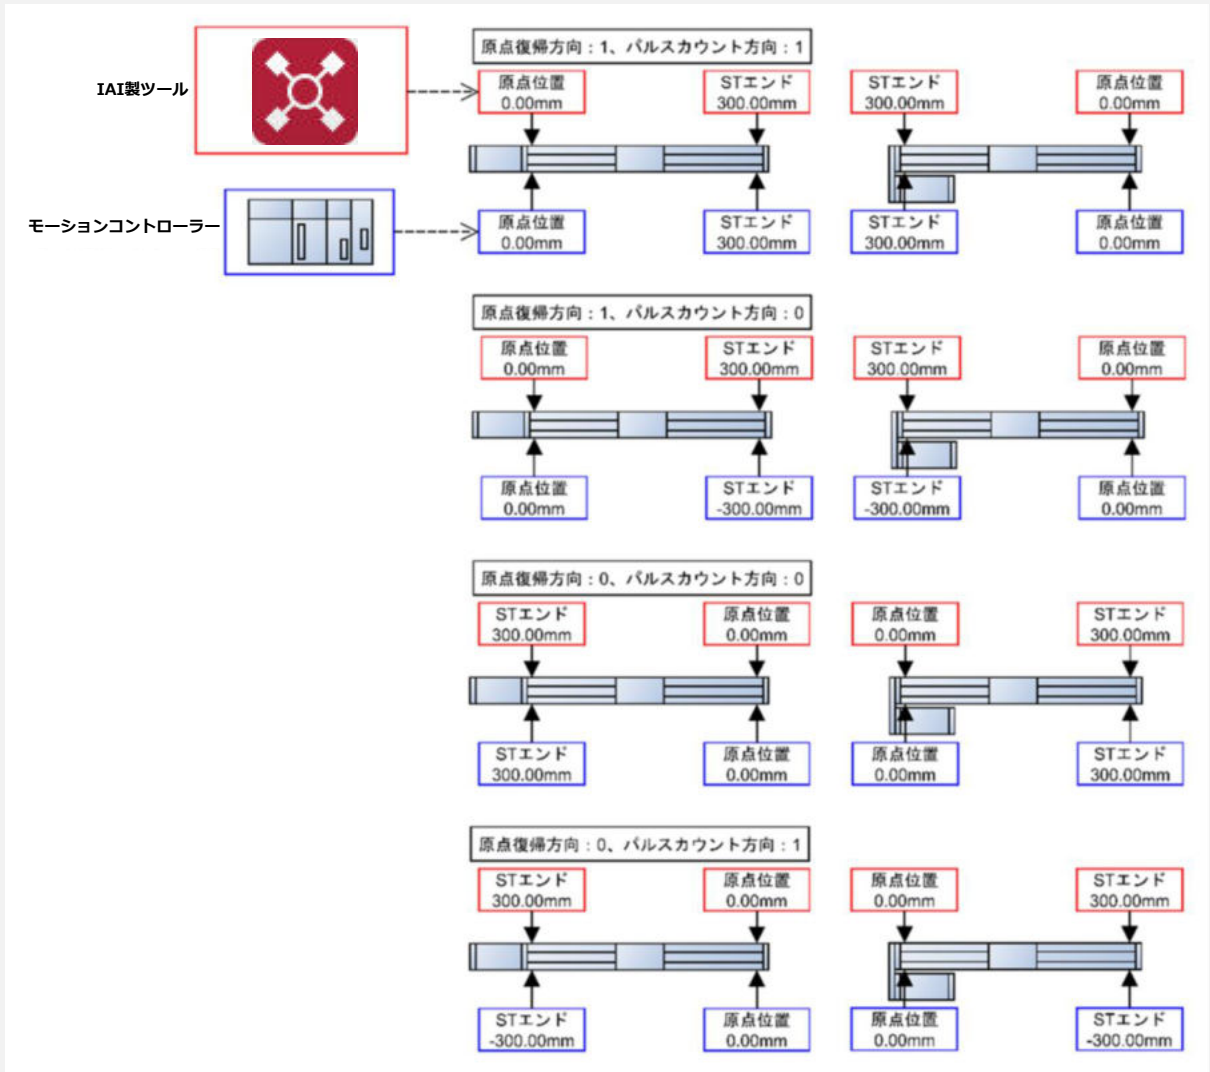 IAI製ツール
モーションコントローラー
原点復帰方向：1、パルスカウント方向：1
原点位置
0.00mm
STエンド
300.00mm
STエンド
300.00mm
原点位置
0.00mm
原点位置
0.00mm
STエンド
300.00mm
STエンド
300.00mm
原点位置
0.00mm
原点復帰方向：1、パルスカウント方向：0
原点位置
0.00mm
STエンド
300.00mm
STエンド
300.00mm
原点位置
0.00mm
原点位置
0.00mm
STエンド
-300.00mm
STエンド
-300.00mm
原点位置
0.00mm
原点復帰方向：0、パルスカウント方向：0
STエンド
300.00mm
原点位置
0.00mm
原点位置
0.00mm
STエンド
300.00mm
STエンド
300.00mm
原点位置
0.00mm
原点位置
0.00mm
STエンド
300.00mm
原点復帰方向：0、パルスカウント方向：1
STエンド
300.00mm
原点位置
0.00mm
原点位置
0.00mm
STエンド
300.00mm
STエンド
-300.00mm
原点位置
0.00mm
原点位置
0.00mm
STエンド
-300.00mm